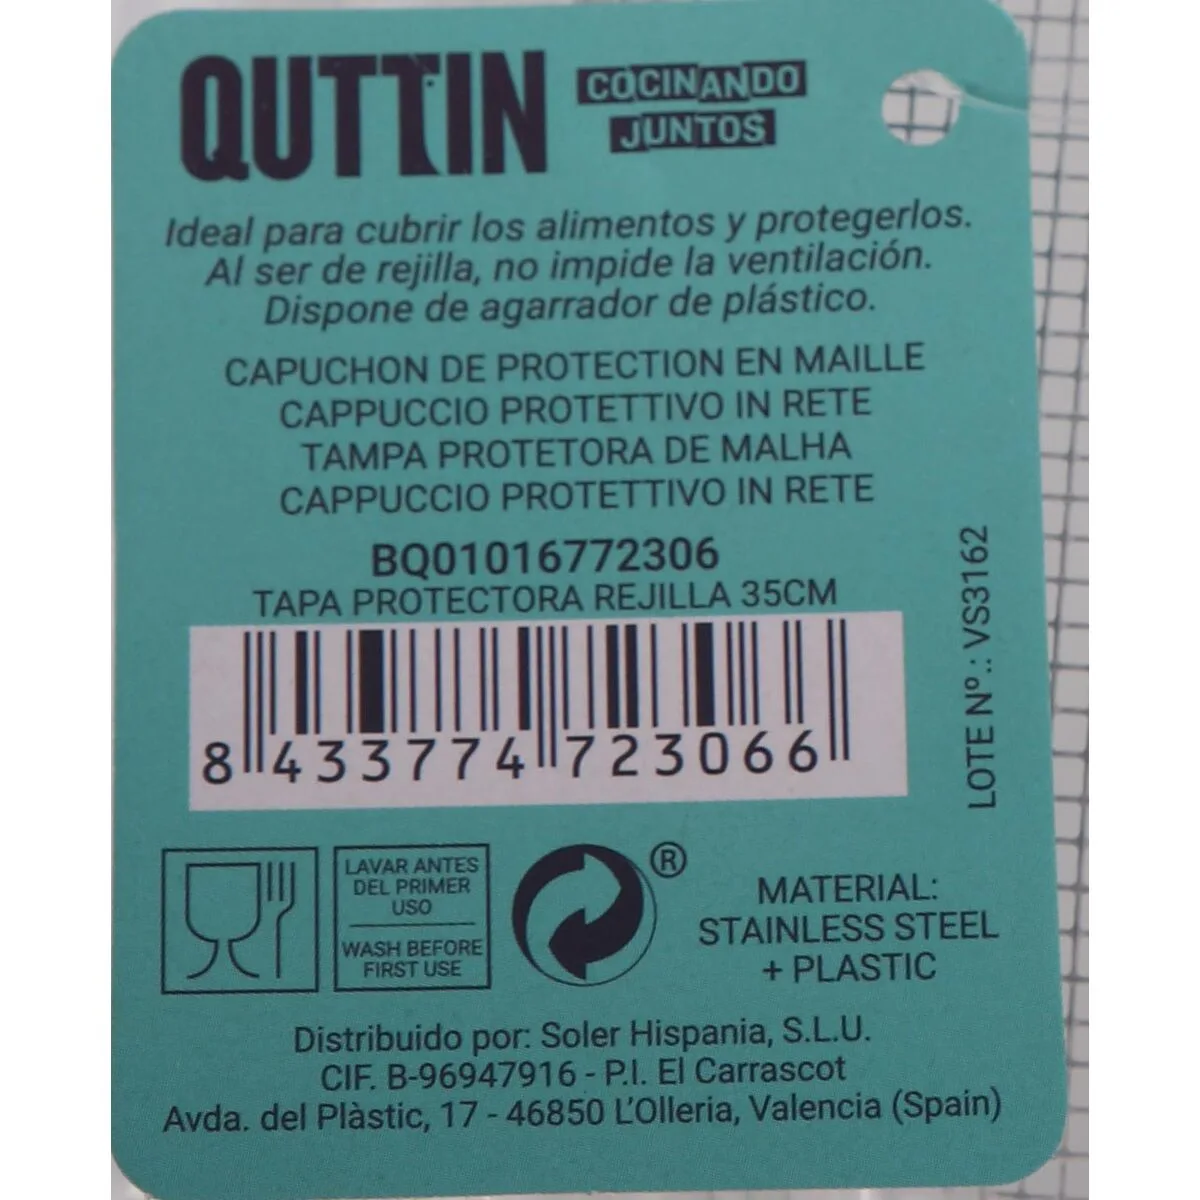 QUTTIN
COCINANDO
JUNTOS
Ideal para cubrir los alimentos y protegerlos.
Al ser de rejilla, no impide la ventilación.
Dispone de agarrador de plástico.
CAPUCHON DE PROTECTION EN MAILLE
CAPPUCCIO PROTETTIVO IN RETE
TAMPA PROTETORA DE MALHA
CAPPUCCIO PROTETTIVO IN RETE
BQ01016772306
TAPA PROTECTORA REJILLA 35CM
8 433774 723066
LOTE Nº.: VS3162
LAVAR ANTES
DEL PRIMER
USO
WASH BEFORE
FIRST USE
®
MATERIAL:
STAINLESS STEEL
+ PLASTIC
Distribuido por: Soler Hispania, S.L.U.
CIF. B-96947916 - P.I. El Carrascot
Avda. del Plàstic, 17 - 46850 L'Olleria, Valencia (Spain)